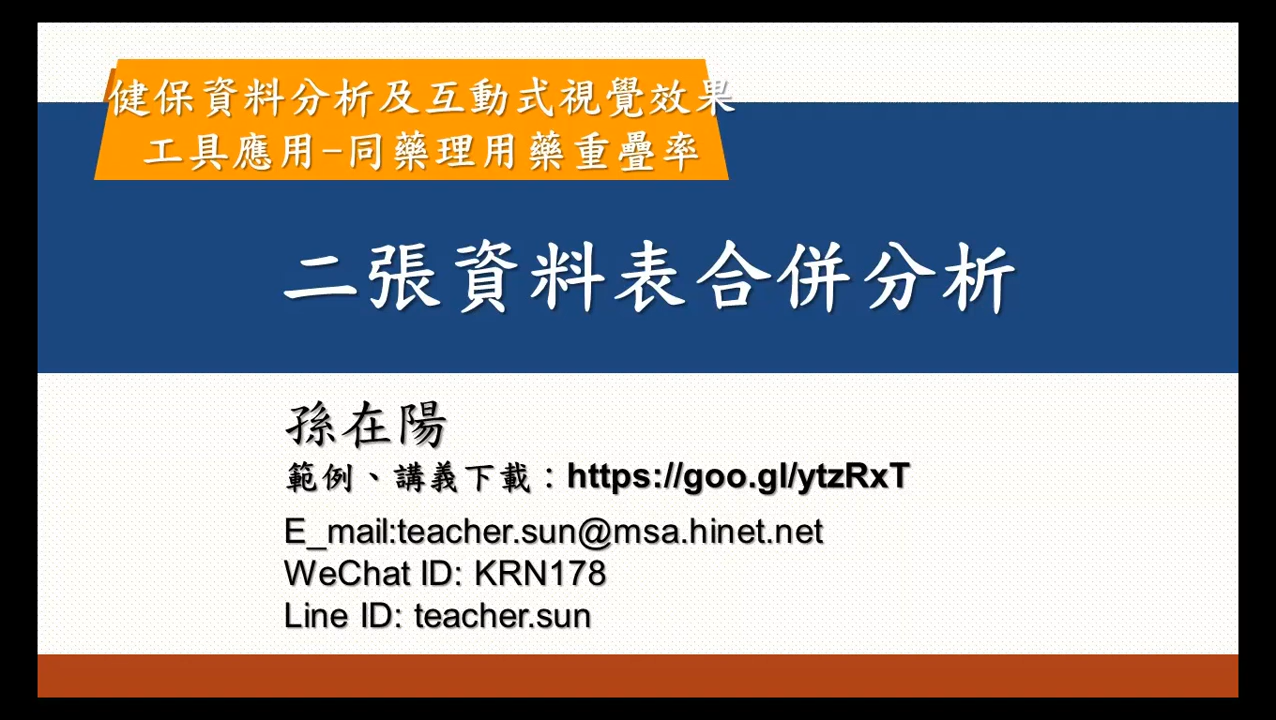 健保資料分析及互動式視覺效果
工具應用-同藥理用藥重疊率
二張資料表合併分析
孫在陽
範例、講義下載：https://goo.gl/ytzRxT
E_mail:teacher.sun@msa.hinet.net
WeChat ID: KRN178
Line ID: teacher.sun